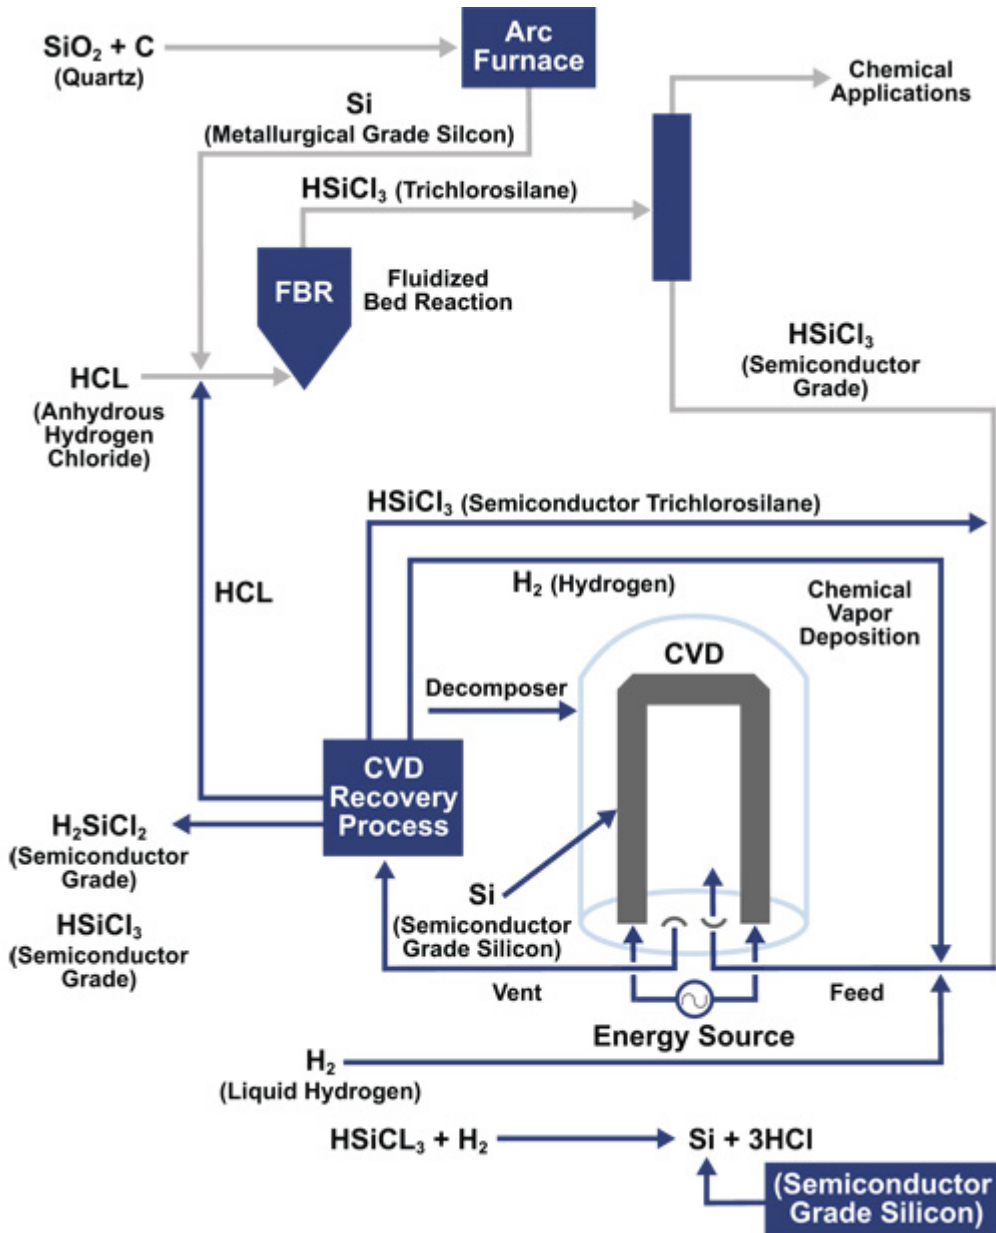 SiO₂ + C
(Quartz)
Arc
Furnace
Chemical
Applications
Si
(Metallurgical Grade Silcon)
HSiCl₃ (Trichlorosilane)
FBR
Fluidized
Bed Reaction
HSiCl₃
(Semiconductor
Grade)
HCL
(Anhydrous
Hydrogen
Chloride)
HSiCl₃ (Semiconductor Trichlorosilane)
H₂ (Hydrogen)
HCL
Chemical
Vapor
Deposition
CVD
Decomposer
CVD
Recovery
Process
H₂SiCl₂
(Semiconductor
Grade)
HSiCl₃
(Semiconductor
Grade)
Si
(Semiconductor
Grade Silicon)
Vent
Feed
Energy Source
H₂
(Liquid Hydrogen)
HSiCL₃ + H₂
Si + 3HCl
(Semiconductor
Grade Silicon)